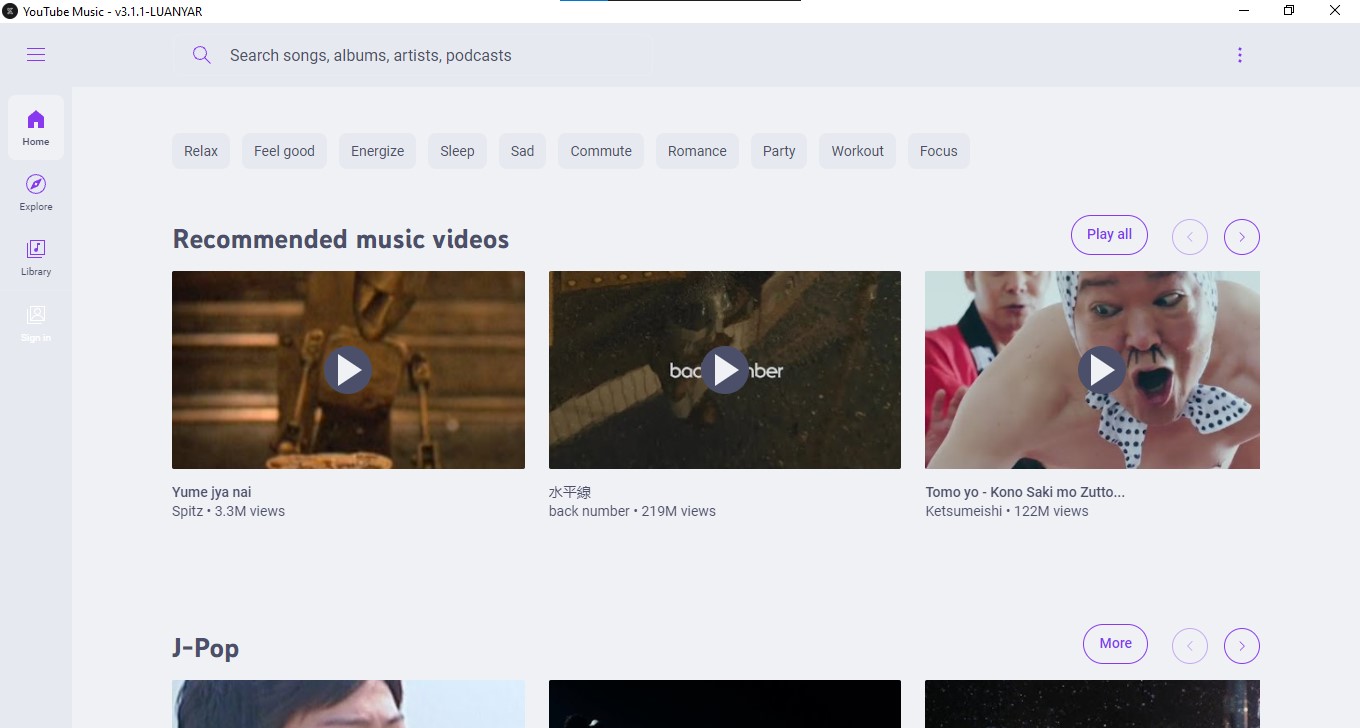 YouTube Music - v3.1.1-LUANYAR
Search songs, albums, artists, podcasts
Home
Explore
Library
Sign in
Relax
Feel good
Energize
Sleep
Sad
Commute
Romance
Party
Workout
Focus
Recommended music videos
Play all
Yume jya nai
Spitz • 3.3M views
水平線
back number • 219M views
Tomo yo - Kono Saki mo Zutto...
Ketsumeishi • 122M views
J-Pop
More